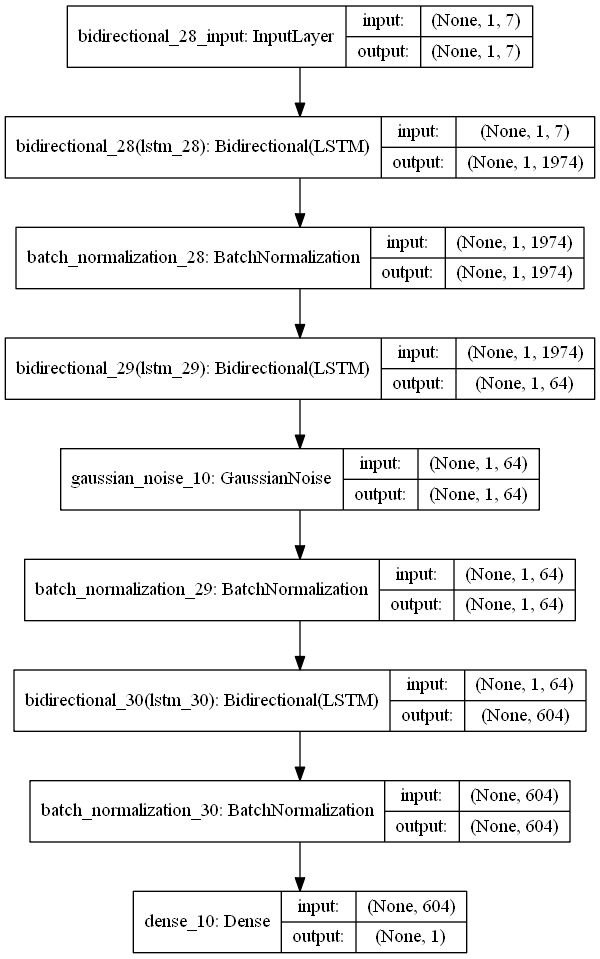 bidirectional_28_input: InputLayer
input: (None, 1, 7)
output: (None, 1, 7)
bidirectional_28(lstm_28): Bidirectional(LSTM)
input: (None, 1, 7)
output: (None, 1, 1974)
batch_normalization_28: BatchNormalization
input: (None, 1, 1974)
output: (None, 1, 1974)
bidirectional_29(lstm_29): Bidirectional(LSTM)
input: (None, 1, 1974)
output: (None, 1, 64)
gaussian_noise_10: GaussianNoise
input: (None, 1, 64)
output: (None, 1, 64)
batch_normalization_29: BatchNormalization
input: (None, 1, 64)
output: (None, 1, 64)
bidirectional_30(lstm_30): Bidirectional(LSTM)
input: (None, 1, 64)
output: (None, 604)
batch_normalization_30: BatchNormalization
input: (None, 604)
output: (None, 604)
dense_10: Dense
input: (None, 604)
output: (None, 1)